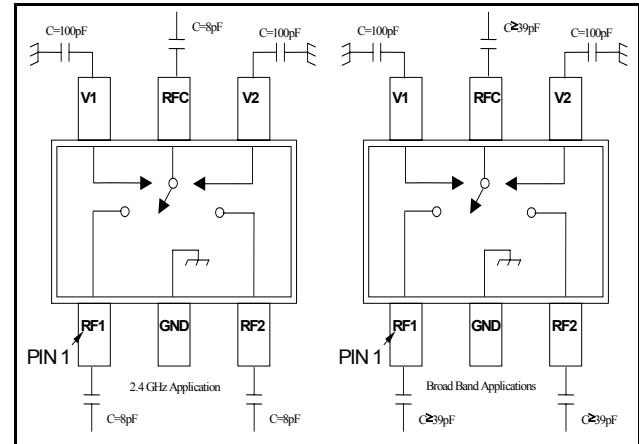 C=100pF
C=8pF
C=100pF
V1
RFC
V2
RF1
GND
RF2
PIN 1
2.4 GHz Application
C=8pF
C=8pF
C=100pF
C≥39pF
C=100pF
V1
RFC
V2
RF1
GND
RF2
PIN 1
Broad Band Applications
C≥39pF
C≥39pF